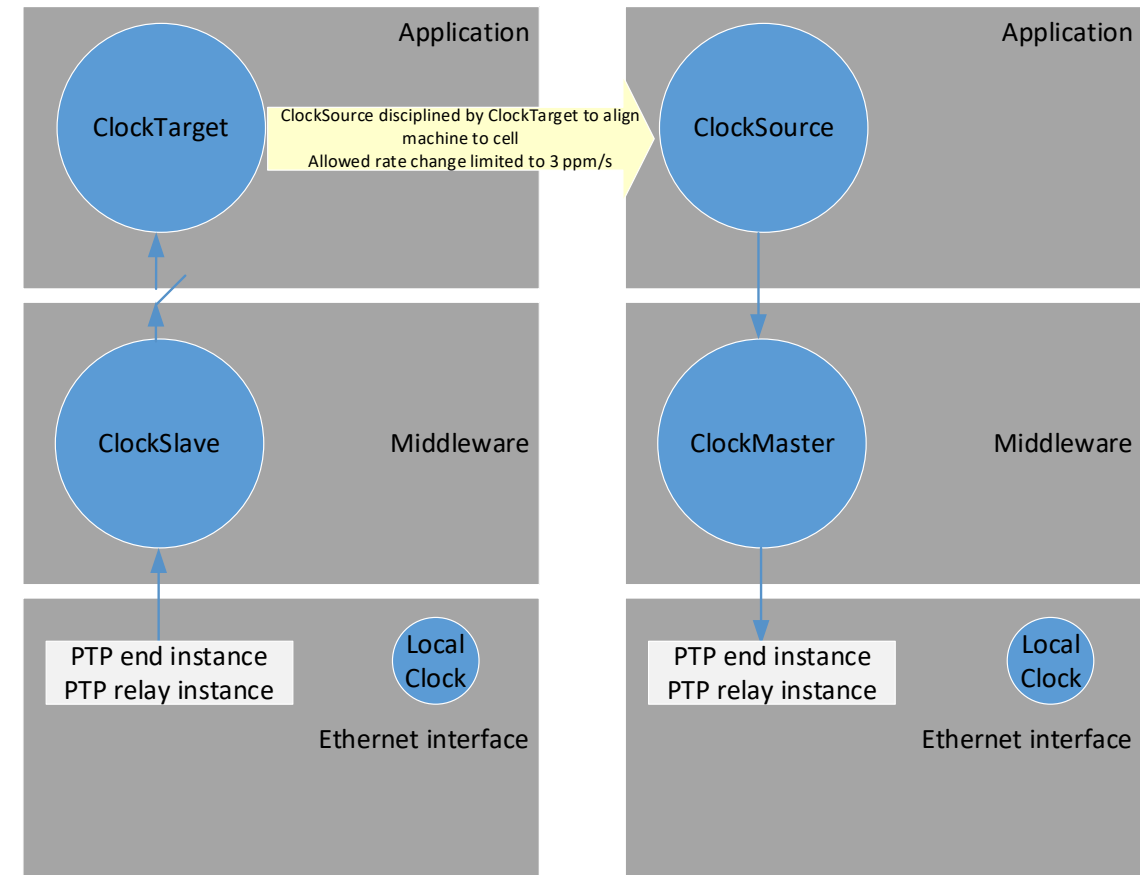 Application
ClockTarget
ClockSource disciplined by ClockTarget to align
machine to cell
Allowed rate change limited to 3 ppm/s
Application
ClockSource
ClockSlave
Middleware
ClockMaster
Middleware
PTP end instance
PTP relay instance
Local
Clock
Ethernet interface
PTP end instance
PTP relay instance
Local
Clock
Ethernet interface